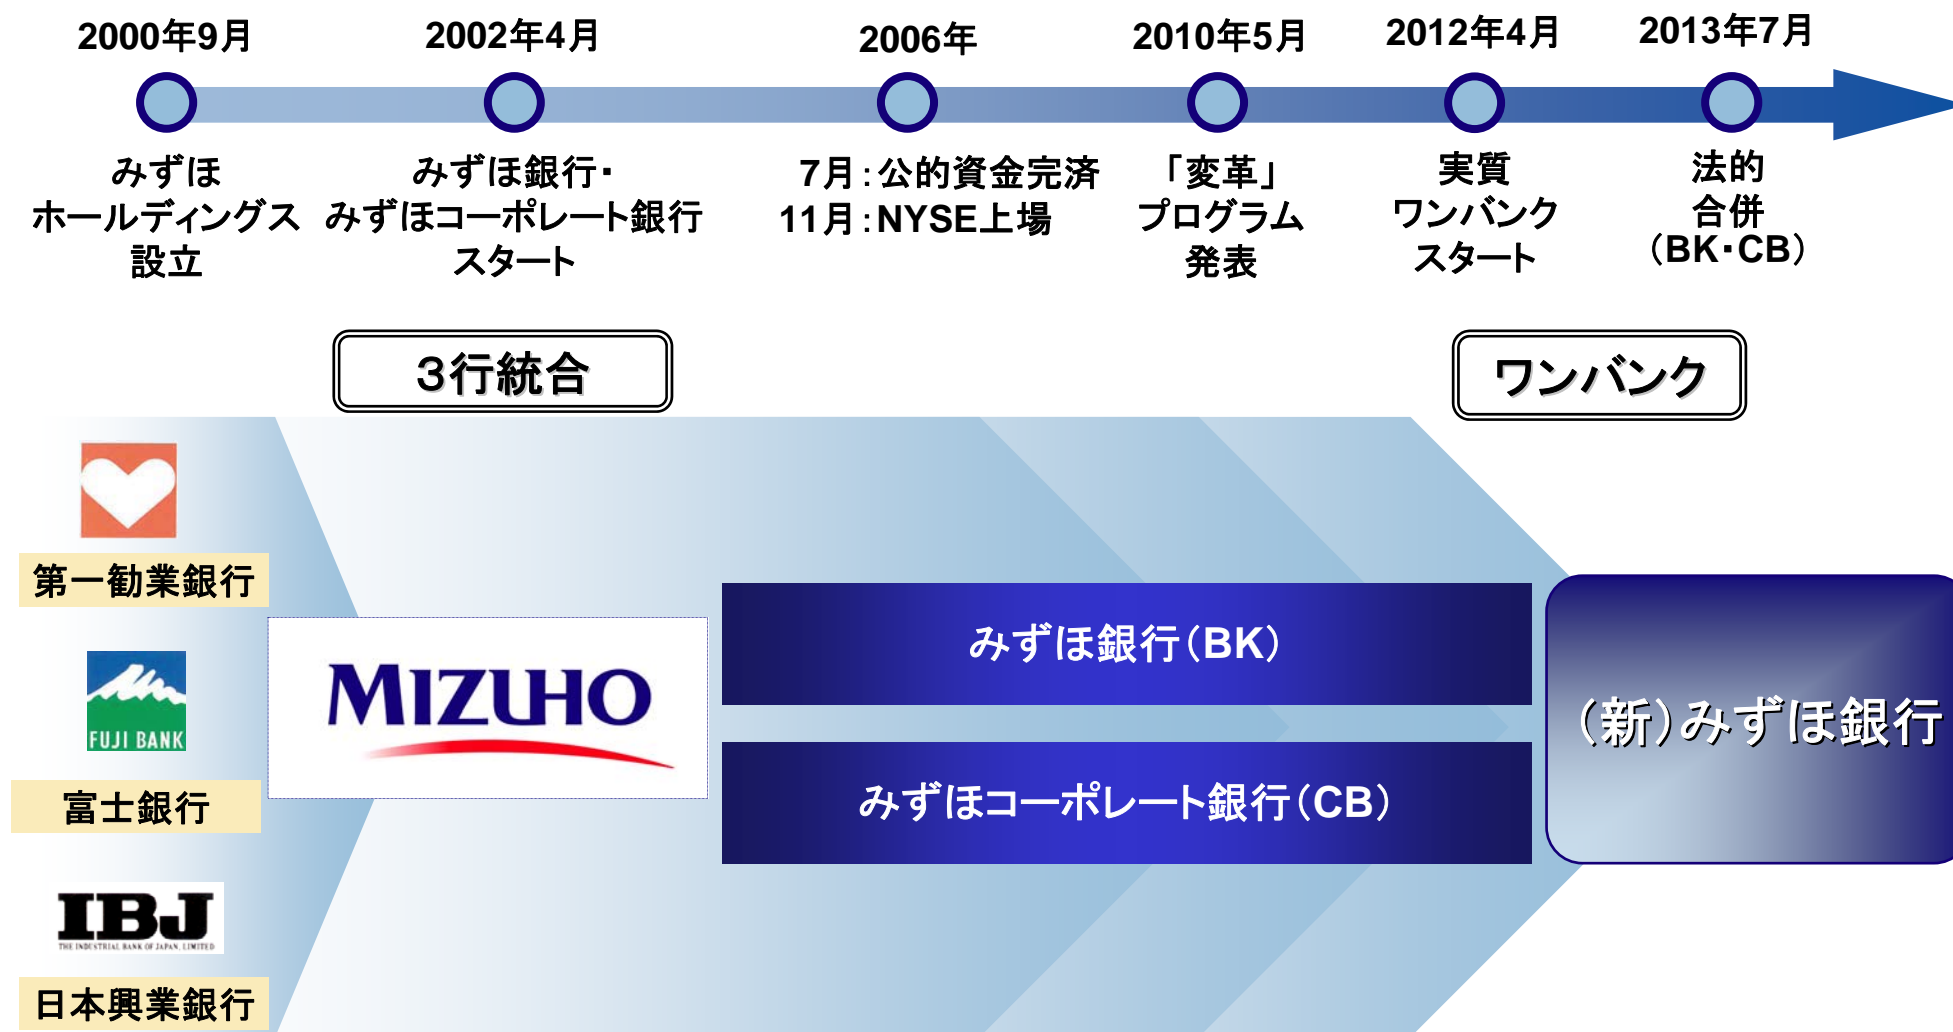 2000年9月
2002年4月
2006年
2010年5月
2012年4月
2013年7月
みずほ
ホールディングス
設立
みずほ銀行・
みずほコーポレート銀行
スタート
7月：公的資金完済
11月：NYSE上場
「変革」
プログラム
発表
実質
ワンバンク
スタート
法的
合併
（BK・CB）
３行統合
ワンバンク
第一勧業銀行
FUJI BANK
富士銀行
IBJ
THE INDUSTRIAL BANK OF JAPAN, LIMITED
日本興業銀行
MIZUHO
みずほ銀行（BK）
みずほコーポレート銀行（CB）
（新）みずほ銀行